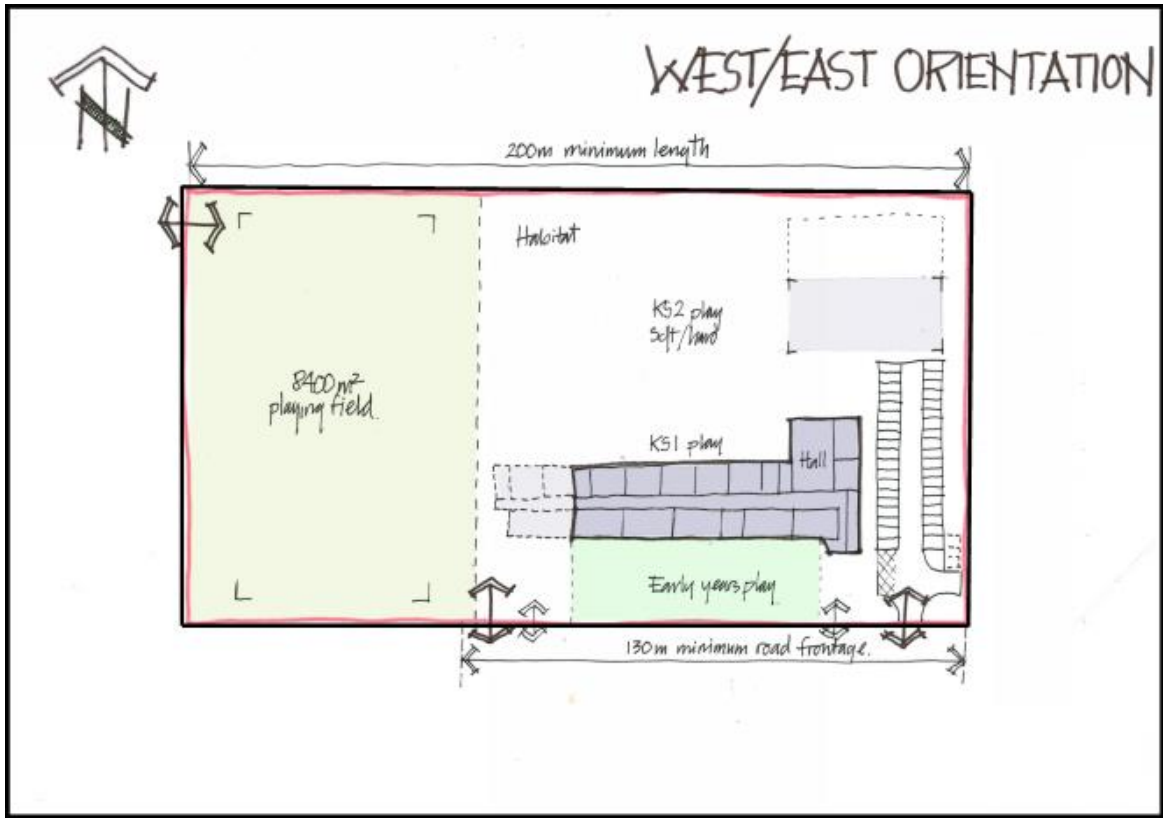 N
WEST/EAST ORIENTATION
200m minimum length
Habitat
KS2 play
Soft/hard
8400m²
playing field.
KS1 play
Hall
Early years play
130m minimum road frontage.